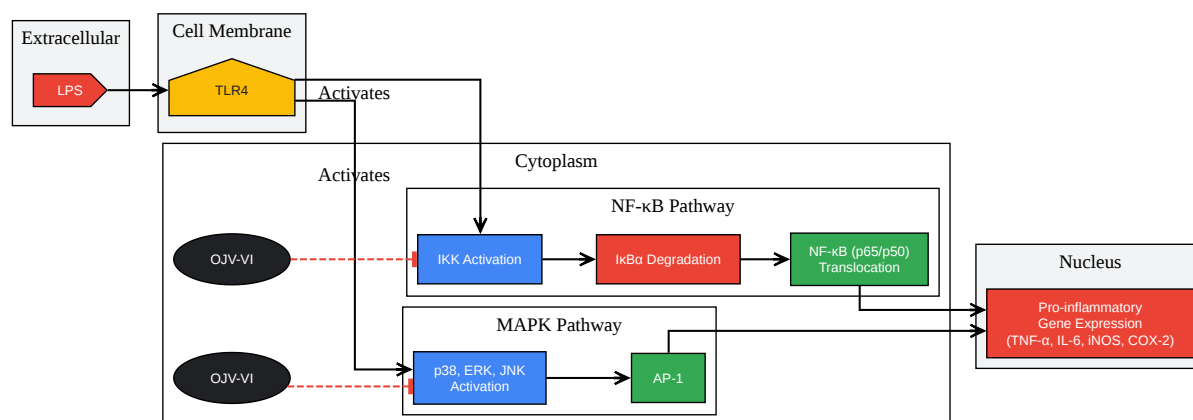 Extracellular
Cell Membrane
LPS
TLR4
Activates
Cytoplasm
Activates
NF-κB Pathway
OJV-VI
IKK Activation
IκBα Degradation
NF-κB (p65/p50)
Translocation
Nucleus
Pro-inflammatory
Gene Expression
(TNF-α, IL-6, iNOS, COX-2)
MAPK Pathway
OJV-VI
p38, ERK, JNK
Activation
AP-1